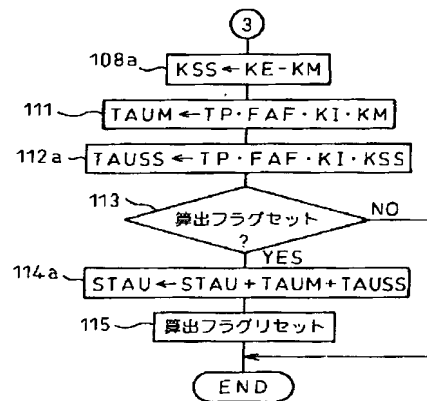 3
108a
KSS←KE-KM
111
TAUM←TP・FAF・KI・KM
112a
TAUSS←TP・FAF・KI・KSS
113
算出フラグセット
?
NO
YES
114a
STAU←STAU+TAUM+TAUSS
115
算出フラグリセット
END